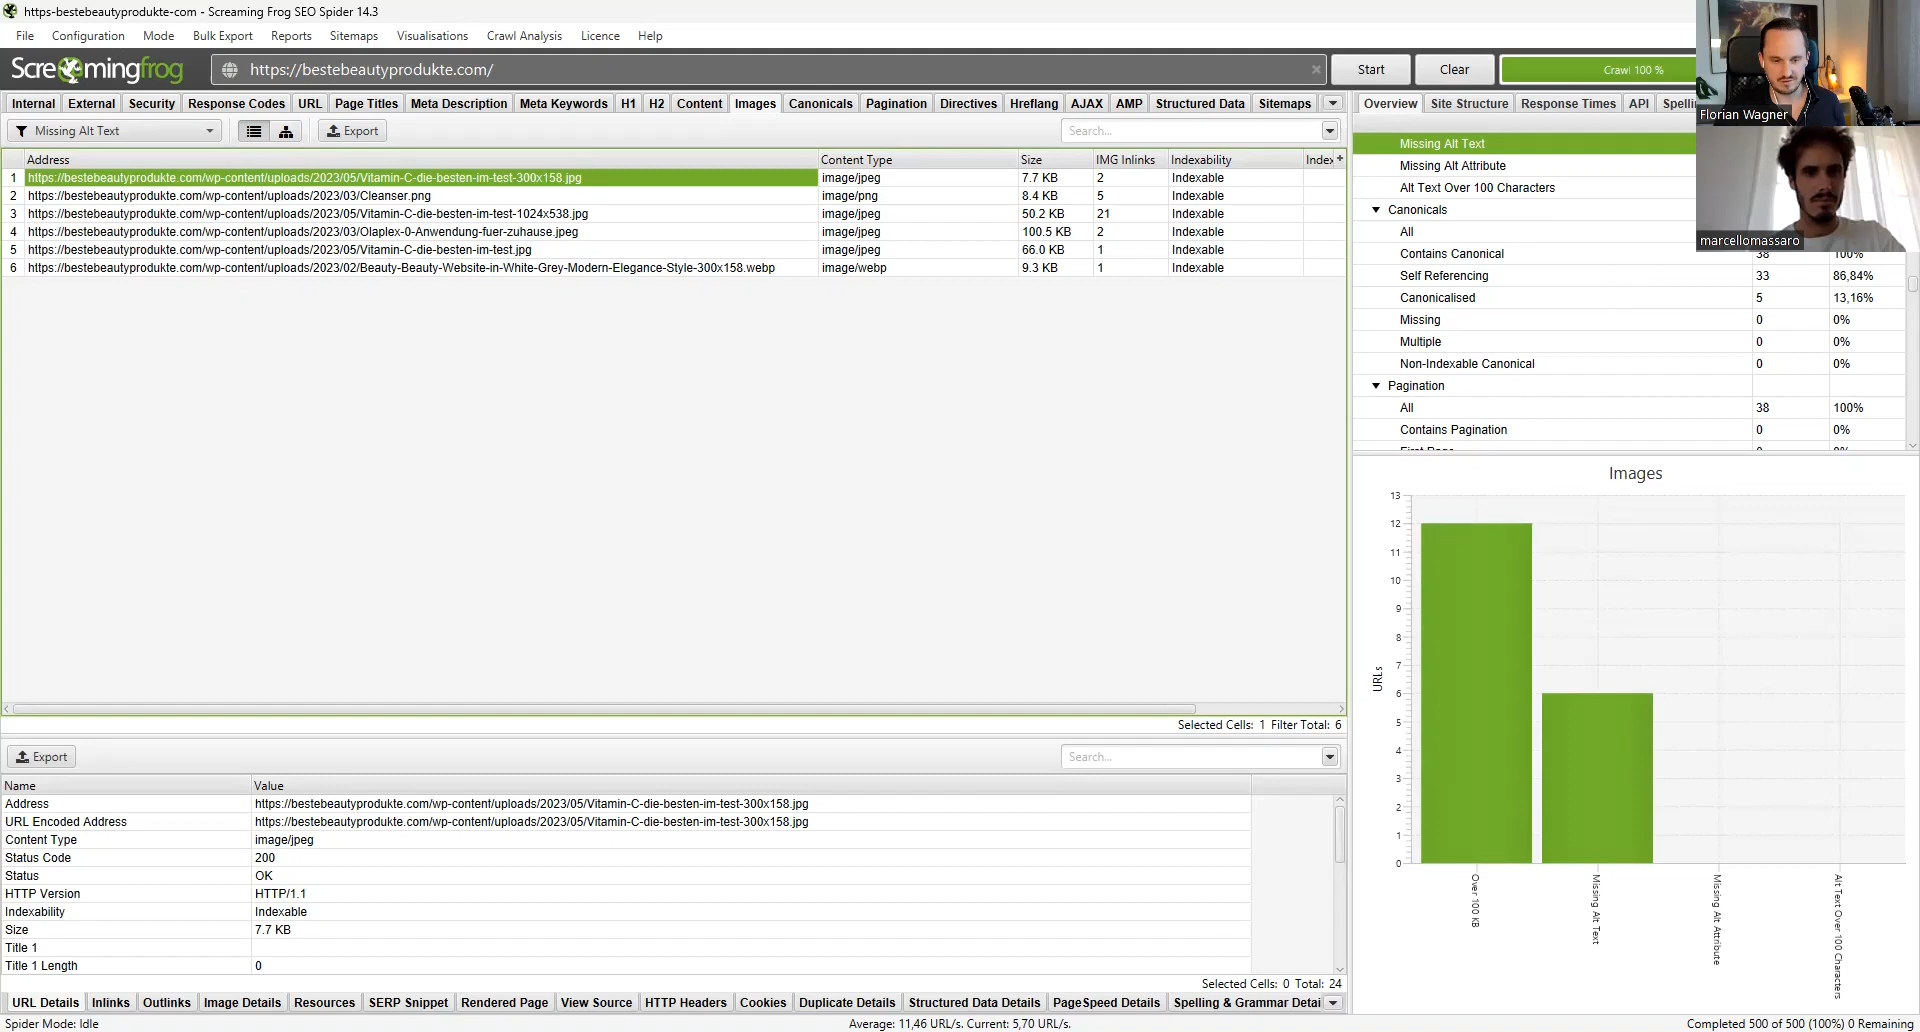 https-bestebeautyprodukte-com - Screaming Frog SEO Spider 14.3
File Configuration Mode Bulk Export Reports Sitemaps Visualisations Crawl Analysis Licence Help
Screamingfrog https://bestebeautyprodukte.com/ Start Clear Crawl 100 %
Internal External Security Response Codes URL Page Titles Meta Description Meta Keywords H1 H2 Content Images Canonicals Pagination Directives Hreflang AJAX AMP Structured Data Sitemaps
Missing Alt Text Export Search...
Address Content Type Size IMG Inlinks Indexability Index
1 https://bestebeautyprodukte.com/wp-content/uploads/2023/05/Vitamin-C-die-besten-im-test-300x158.jpg image/jpeg 7.7 KB 2 Indexable
2 https://bestebeautyprodukte.com/wp-content/uploads/2023/03/Cleanser.png image/png 8.4 KB 5 Indexable
3 https://bestebeautyprodukte.com/wp-content/uploads/2023/05/Vitamin-C-die-besten-im-test-1024x538.jpg image/jpeg 50.2 KB 21 Indexable
4 https://bestebeautyprodukte.com/wp-content/uploads/2023/03/Olaplex-0-Anwendung-fuer-zuhause.jpeg image/jpeg 100.5 KB 2 Indexable
5 https://bestebeautyprodukte.com/wp-content/uploads/2023/05/Vitamin-C-die-besten-im-test.jpg image/jpeg 66.0 KB 1 Indexable
6 https://bestebeautyprodukte.com/wp-content/uploads/2023/02/Beauty-Beauty-Website-in-White-Grey-Modern-Elegance-Style-300x158.webp image/webp 9.3 KB 1 Indexable
Selected Cells: 1 Filter Total: 6
Export Search...
Name Value
Address https://bestebeautyprodukte.com/wp-content/uploads/2023/05/Vitamin-C-die-besten-im-test-300x158.jpg
URL Encoded Address https://bestebeautyprodukte.com/wp-content/uploads/2023/05/Vitamin-C-die-besten-im-test-300x158.jpg
Content Type image/jpeg
Status Code 200
Status OK
HTTP Version HTTP/1.1
Indexability Indexable
Size 7.7 KB
Title 1
Title 1 Length 0
Selected Cells: 0 Total: 24
URL Details Inlinks Outlinks Image Details Resources SERP Snippet Rendered Page View Source HTTP Headers Cookies Duplicate Details Structured Data Details PageSpeed Details Spelling & Grammar Detai
Spider Mode: Idle Average: 11,46 URL/s. Current: 5,70 URL/s. Completed 500 of 500 (100%) 0 Remaining
Overview Site Structure Response Times API Spelli
Missing Alt Text
Missing Alt Attribute
Alt Text Over 100 Characters
Canonicals
All
Contains Canonical 38 100%
Self Referencing 33 86,84%
Canonicalised 5 13,16%
Missing 0 0%
Multiple 0 0%
Non-Indexable Canonical 0 0%
Pagination
All 38 100%
Contains Pagination 0 0%
First Page 0 0%
Florian Wagner
marcellomassaro
Images
URLs
13
12
11
10
9
8
7
6
5
4
3
2
1
0
Over 100 KB
Missing Alt Text
Missing Alt Attribute
Alt Text Over 100 Characters